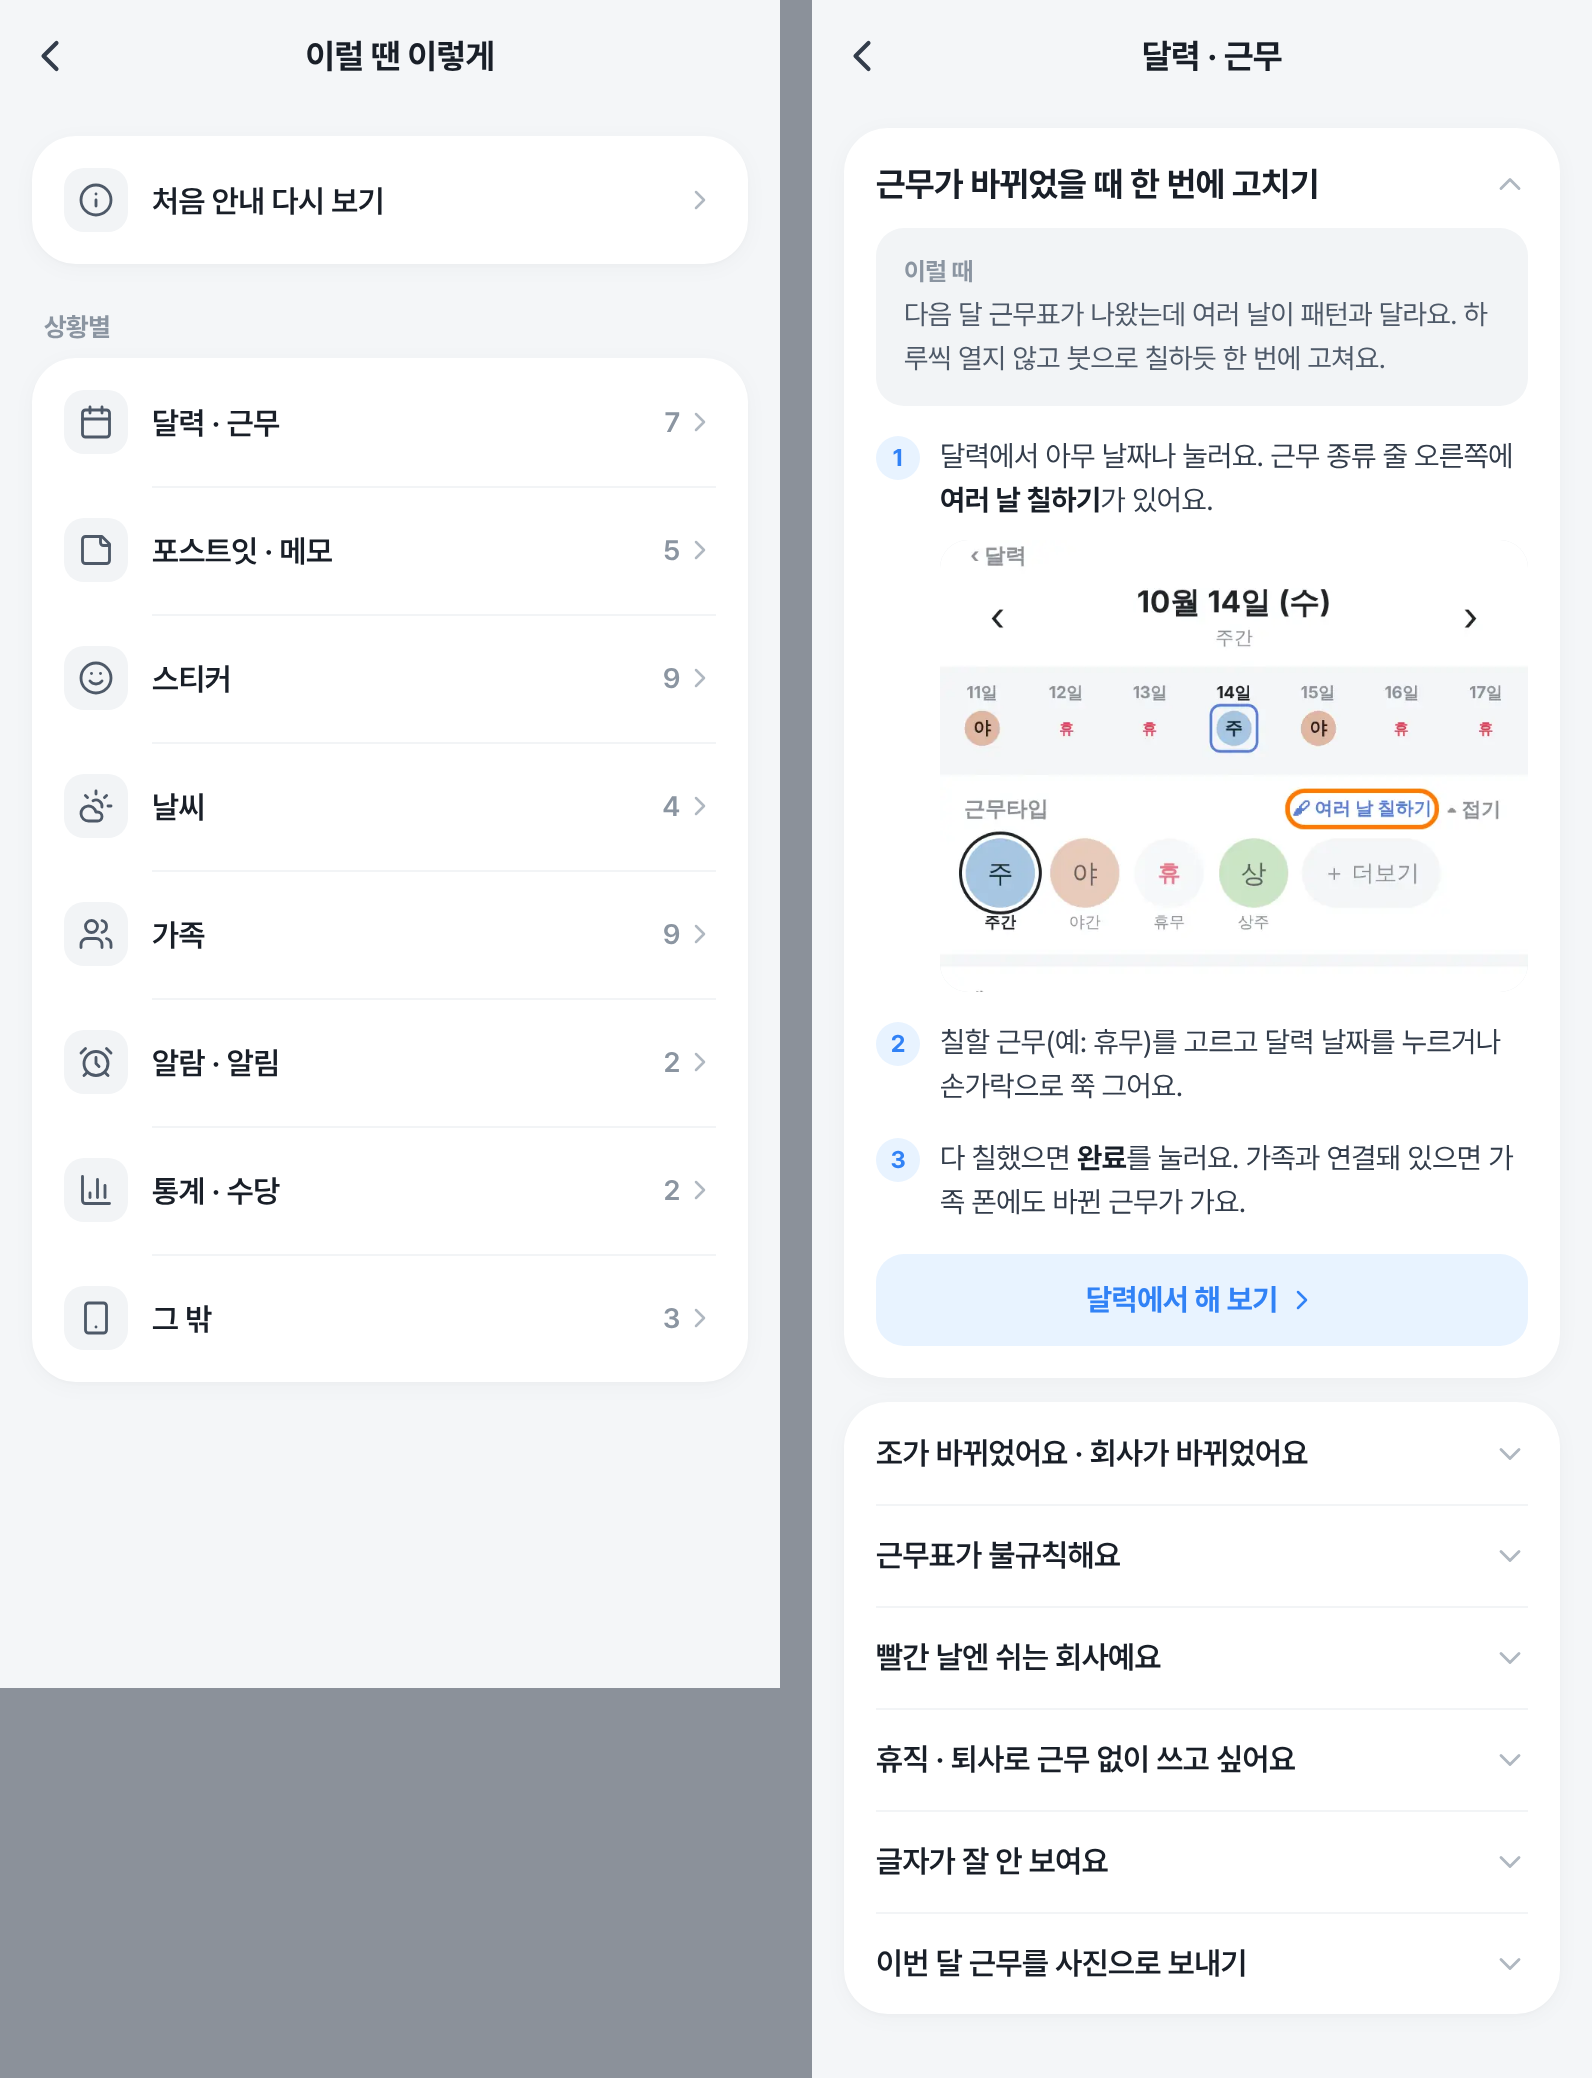 이럴 땐 이렇게
처음 안내 다시 보기
상황별
달력 · 근무 7
포스트잇 · 메모 5
스티커 9
날씨 4
가족 9
알람 · 알림 2
통계 · 수당 2
그 밖 3
달력 · 근무
근무가 바뀌었을 때 한 번에 고치기
이럴 때
다음 달 근무표가 나왔는데 여러 날이 패턴과 달라요. 하
루씩 열지 않고 붓으로 칠하듯 한 번에 고쳐요.
1 달력에서 아무 날짜나 눌러요. 근무 종류 줄 오른쪽에
여러 날 칠하기가 있어요.
‹ 달력
10월 14일 (수)
주간
11일 12일 13일 14일 15일 16일 17일
야 휴 휴 주 야 휴 휴
근무타입 여러 날 칠하기 접기
주 야 휴 상 + 더보기
주간 야간 휴무 상주
2 칠할 근무(예: 휴무)를 고르고 달력 날짜를 누르거나
손가락으로 쭉 그어요.
3 다 칠했으면 완료를 눌러요. 가족과 연결돼 있으면 가
족 폰에도 바뀐 근무가 가요.
달력에서 해 보기
조가 바뀌었어요 · 회사가 바뀌었어요
근무표가 불규칙해요
빨간 날엔 쉬는 회사예요
휴직 · 퇴사로 근무 없이 쓰고 싶어요
글자가 잘 안 보여요
이번 달 근무를 사진으로 보내기